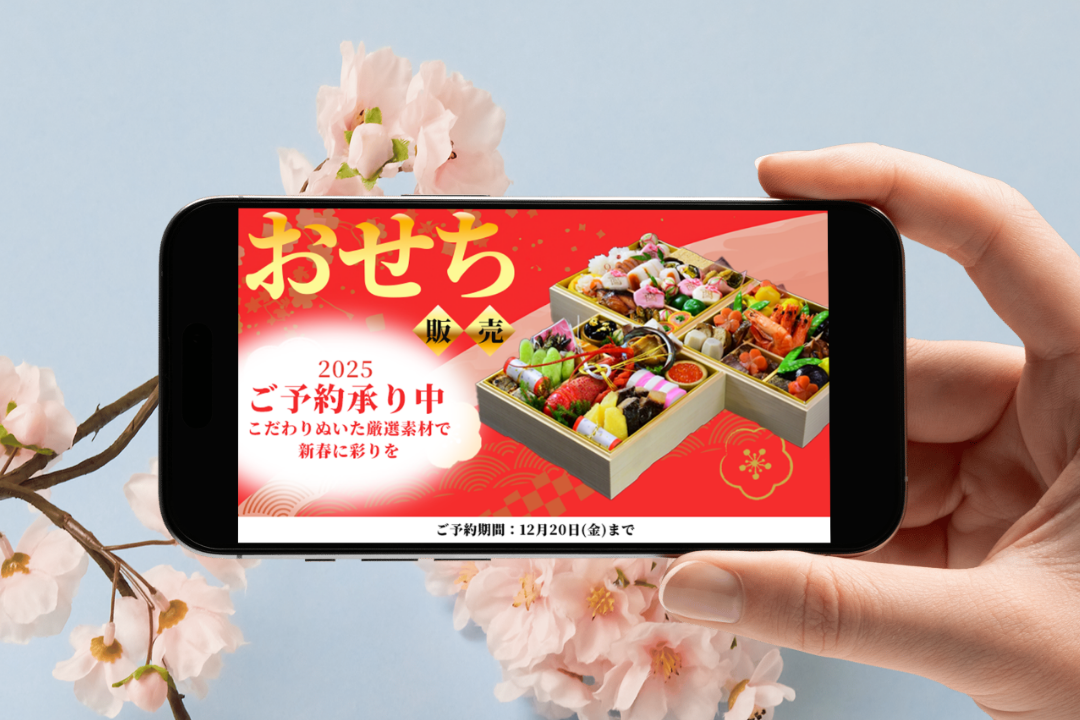 おせち
販売
2025
ご予約承り中
こだわりぬいた厳選素材で
新春に彩りを
ご予約期間：12月20日(金)まで